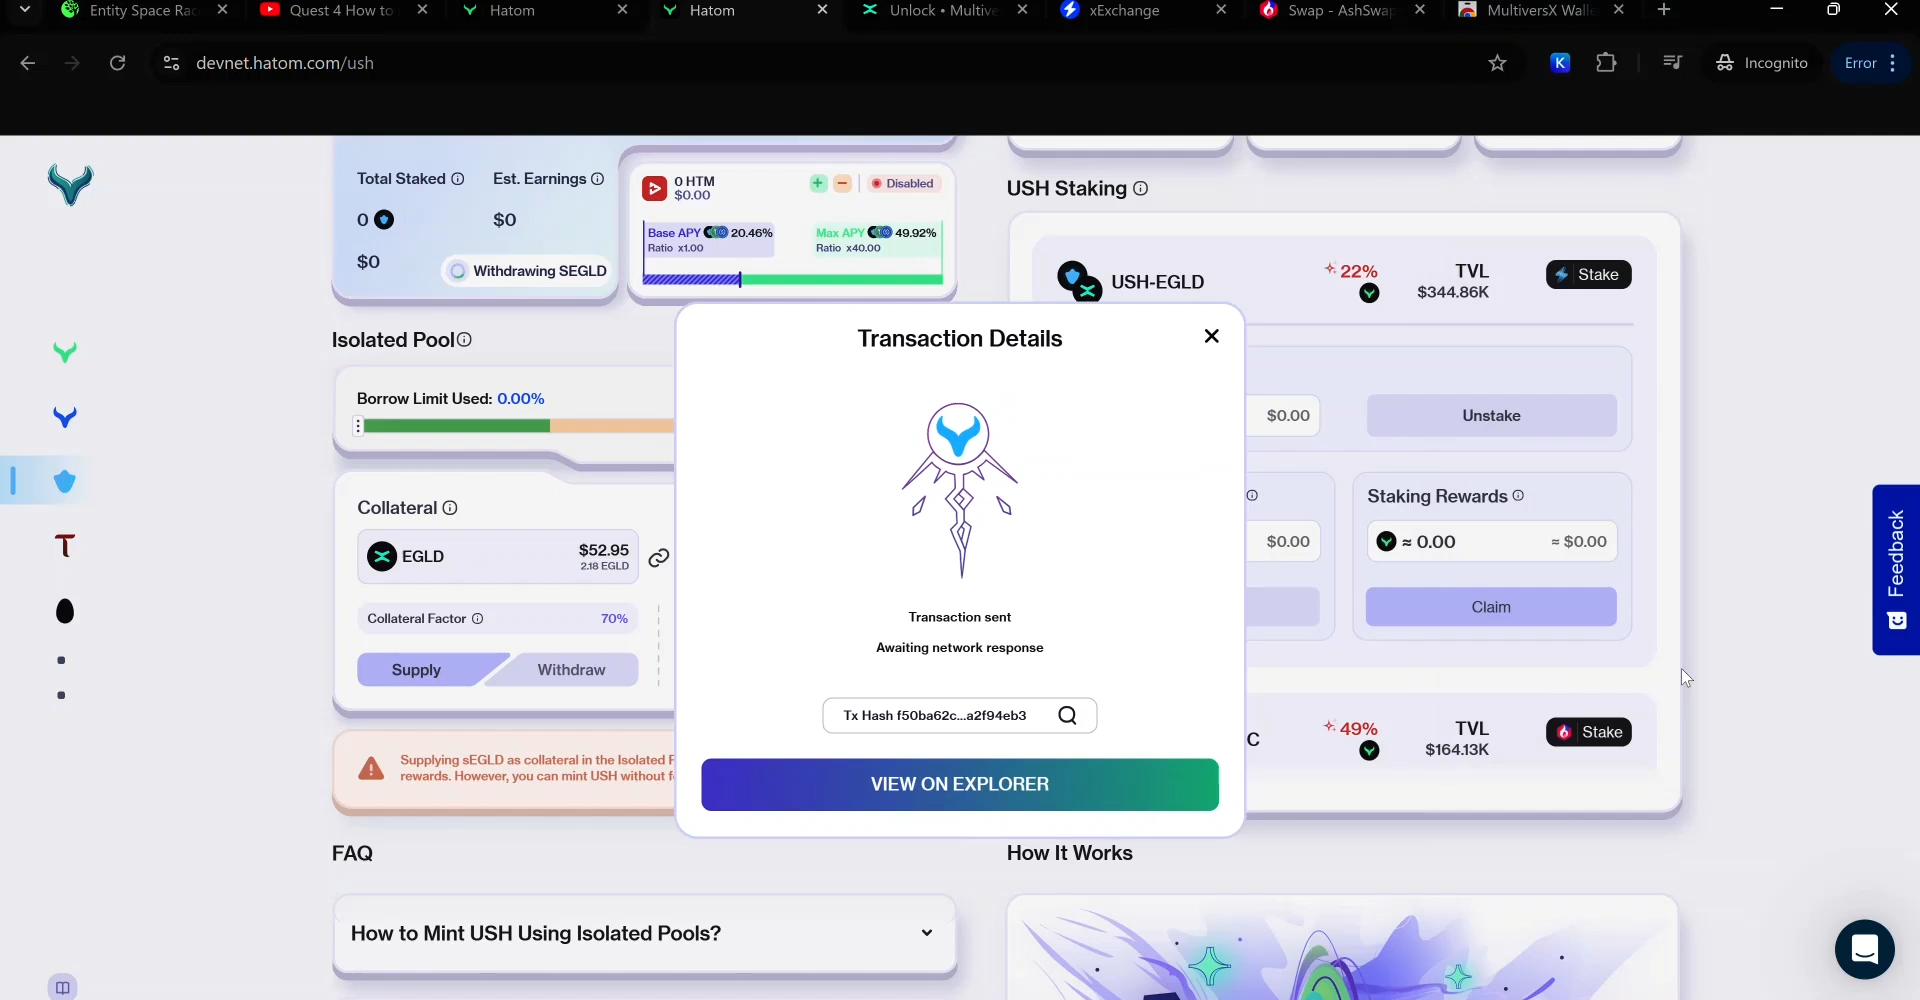 Entity Space Rac
Quest 4 How to
Hatom
Hatom
Unlock • Multive
xExchange
Swap - AshSwap
MultiversX Walle
devnet.hatom.com/ush
K
Incognito
Error
Total Staked
Est. Earnings
0
$0
$0
Withdrawing SEGLD
0 HTM
$0.00
Disabled
Base APY 20.46%
Ratio x1.00
Max APY 49.92%
Ratio x40.00
USH Staking
USH-EGLD
22%
TVL
$344.86K
Stake
Isolated Pool
Borrow Limit Used: 0.00%
Collateral
EGLD
$52.95
2.18 EGLD
Collateral Factor
70%
Supply
Withdraw
Supplying sEGLD as collateral in the Isolated P
rewards. However, you can mint USH without f
Transaction Details
Transaction sent
Awaiting network response
Tx Hash f50ba62c...a2f94eb3
VIEW ON EXPLORER
$0.00
Unstake
Staking Rewards
$0.00
≈ 0.00
≈ $0.00
Claim
C
49%
TVL
$164.13K
Stake
Feedback
FAQ
How It Works
How to Mint USH Using Isolated Pools?